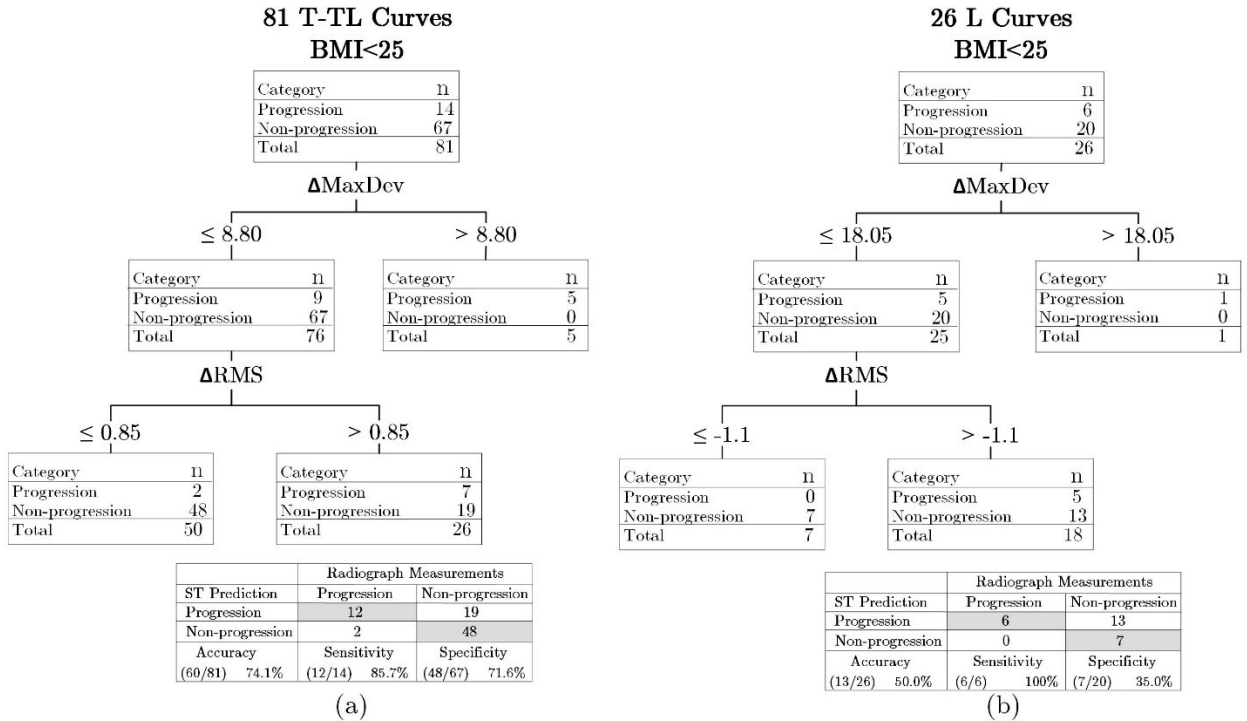 81 T-TL Curves
BMI<25
Category n
Progression 14
Non-progression 67
Total 81
ΔMaxDev
≤ 8.80
> 8.80
Category n
Progression 9
Non-progression 67
Total 76
Category n
Progression 5
Non-progression 0
Total 5
ΔRMS
≤ 0.85
> 0.85
Category n
Progression 2
Non-progression 48
Total 50
Category n
Progression 7
Non-progression 19
Total 26
Radiograph Measurements
ST Prediction Progression Non-progression
Progression 12 19
Non-progression 2 48
Accuracy Sensitivity Specificity
(60/81) 74.1% (12/14) 85.7% (48/67) 71.6%
(a)
26 L Curves
BMI<25
Category n
Progression 6
Non-progression 20
Total 26
ΔMaxDev
≤ 18.05
> 18.05
Category n
Progression 5
Non-progression 20
Total 25
Category n
Progression 1
Non-progression 0
Total 1
ΔRMS
≤ -1.1
> -1.1
Category n
Progression 0
Non-progression 7
Total 7
Category n
Progression 5
Non-progression 13
Total 18
Radiograph Measurements
ST Prediction Progression Non-progression
Progression 6 13
Non-progression 0 7
Accuracy Sensitivity Specificity
(13/26) 50.0% (6/6) 100% (7/20) 35.0%
(b)